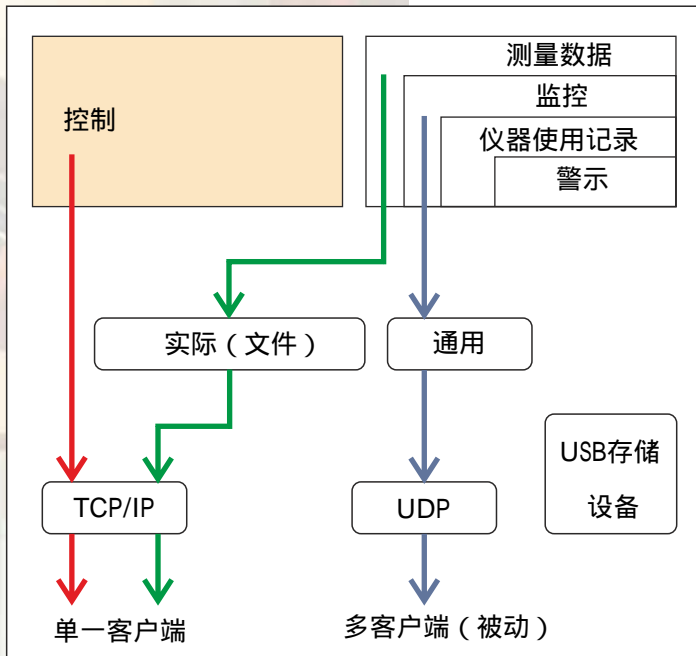 测量数据
监控
控制
仪器使用记录
警示
实际（文件）
通用
USB存储
设备
TCP/IP
UDP
单一客户端
多客户端（被动）